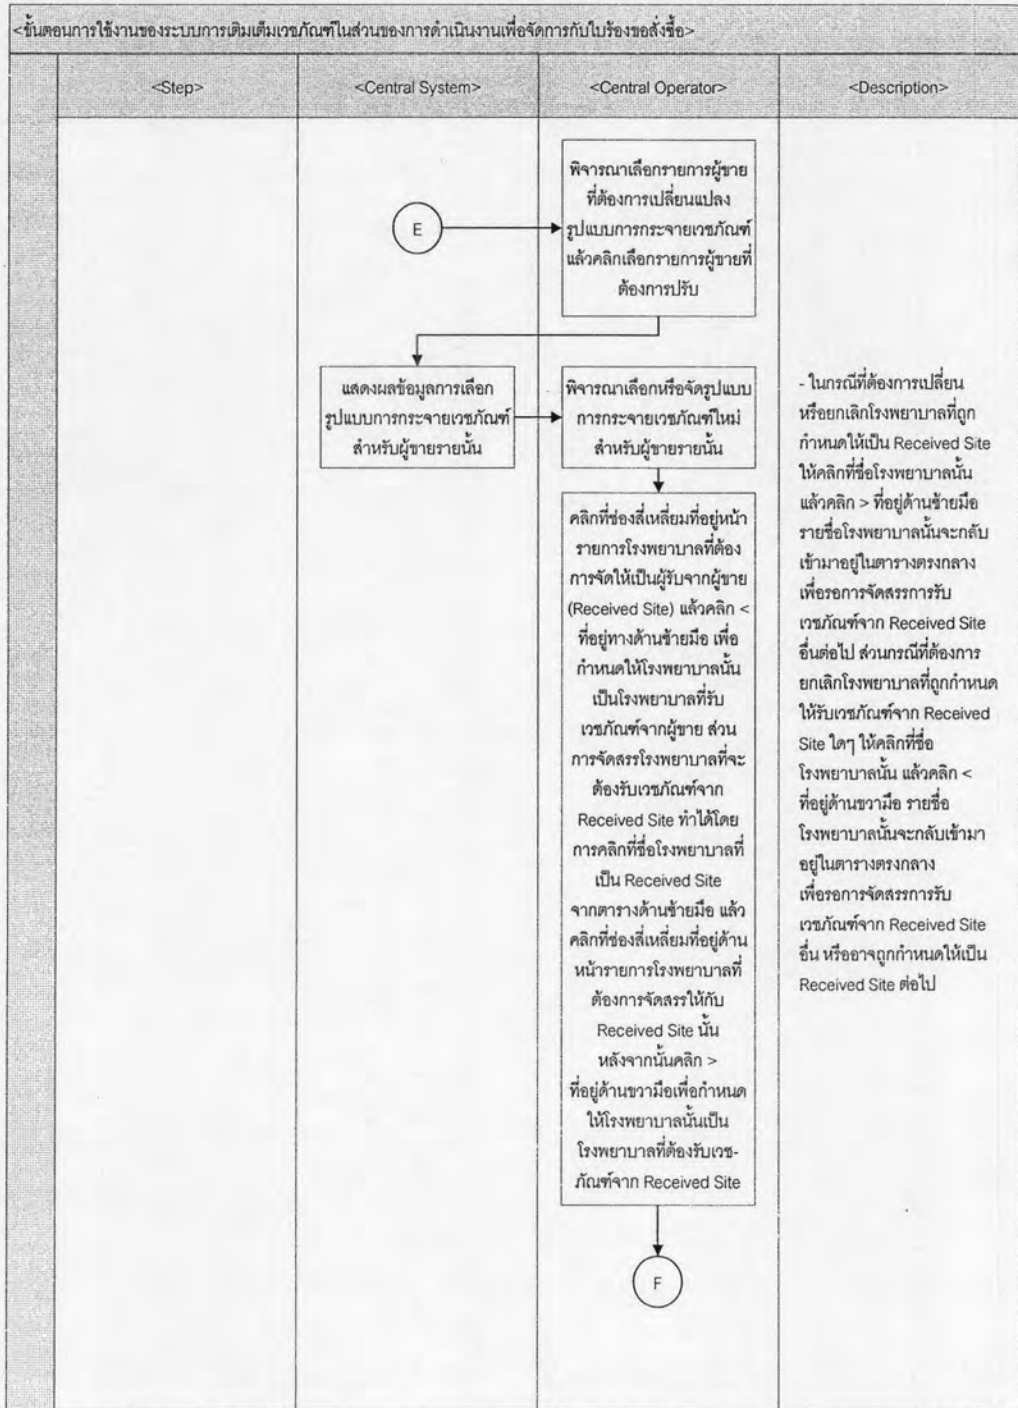 <ขั้นตอนการใช้งานของระบบการเติมเต็มเวชภัณฑ์ในส่วนของการดำเนินงานเพื่อจัดการกับใบร้องขอสั่งซื้อ>
<Step>
<Central System>
<Central Operator>
<Description>
E
พิจารณาเลือกรายการผู้ขาย
ที่ต้องการเปลี่ยนแปลง
รูปแบบการกระจายเวชภัณฑ์
แล้วคลิกเลือกรายการผู้ขายที่
ต้องการปรับ
แสดงผลข้อมูลการเลือก
รูปแบบการกระจายเวชภัณฑ์
สำหรับผู้ขายรายนั้น
พิจารณาเลือกหรือจัดรูปแบบ
การกระจายเวชภัณฑ์ใหม่
สำหรับผู้ขายรายนั้น
คลิกที่ช่องสี่เหลี่ยมที่อยู่หน้า
รายการโรงพยาบาลที่ต้อง
การจัดให้เป็นผู้รับจากผู้ขาย
(Received Site) แล้วคลิก <
ที่อยู่ทางด้านซ้ายมือ เพื่อ
กำหนดให้โรงพยาบาลนั้น
เป็นโรงพยาบาลที่รับ
เวชภัณฑ์จากผู้ขาย ส่วน
การจัดสรรโรงพยาบาลที่จะ
ต้องรับเวชภัณฑ์จาก
Received Site ทำได้โดย
การคลิกที่ชื่อโรงพยาบาลที่
เป็น Received Site
จากตารางด้านซ้ายมือ แล้ว
คลิกที่ช่องสี่เหลี่ยมที่อยู่ด้าน
หน้ารายการโรงพยาบาลที่
ต้องการจัดสรรให้กับ
Received Site นั้น
หลังจากนั้นคลิก >
ที่อยู่ด้านขวามือเพื่อกำหนด
ให้โรงพยาบาลนั้นเป็น
โรงพยาบาลที่ต้องรับเวช-
ภัณฑ์จาก Received Site
F
- ในกรณีที่ต้องการเปลี่ยน
หรือยกเลิกโรงพยาบาลที่ถูก
กำหนดให้เป็น Received Site
ให้คลิกที่ชื่อโรงพยาบาลนั้น
แล้วคลิก > ที่อยู่ด้านซ้ายมือ
รายชื่อโรงพยาบาลนั้นจะกลับ
เข้ามาอยู่ในตารางตรงกลาง
เพื่อรอการจัดสรรการรับ
เวชภัณฑ์จาก Received Site
อื่นต่อไป ส่วนกรณีที่ต้องการ
ยกเลิกโรงพยาบาลที่ถูกกำหนด
ให้รับเวชภัณฑ์จาก Received
Site ใดๆ ให้คลิกที่ชื่อ
โรงพยาบาลนั้น แล้วคลิก <
ที่อยู่ด้านขวามือ รายชื่อ
โรงพยาบาลนั้นจะกลับเข้ามา
อยู่ในตารางตรงกลาง
เพื่อรอการจัดสรรการรับ
เวชภัณฑ์จาก Received Site
อื่น หรืออาจถูกกำหนดให้เป็น
Received Site ต่อไป